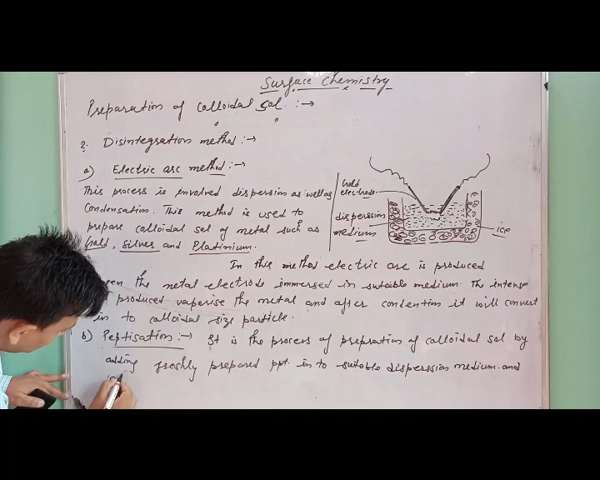 Surface Chemistry
Preparation of colloidal sol :→
2. Disintegration method :→
a) Electric arc method :→
This process is involved dispersion as well as
condensation. This method is used to
prepare colloidal sol of metal such as
Gold, Silver and Platinium.
Gold
electrode
dispersion
medium
ice
In this method electric arc is produced
the metal electrode immersed in suitable medium. The intense
produced vaporise the metal and after condention it will convert
in to colloidal size particle.
b) Peptisation :→ It is the process of prepration of colloidal sol by
adding freshly prepared ppt. in to suitable dispersion medium and